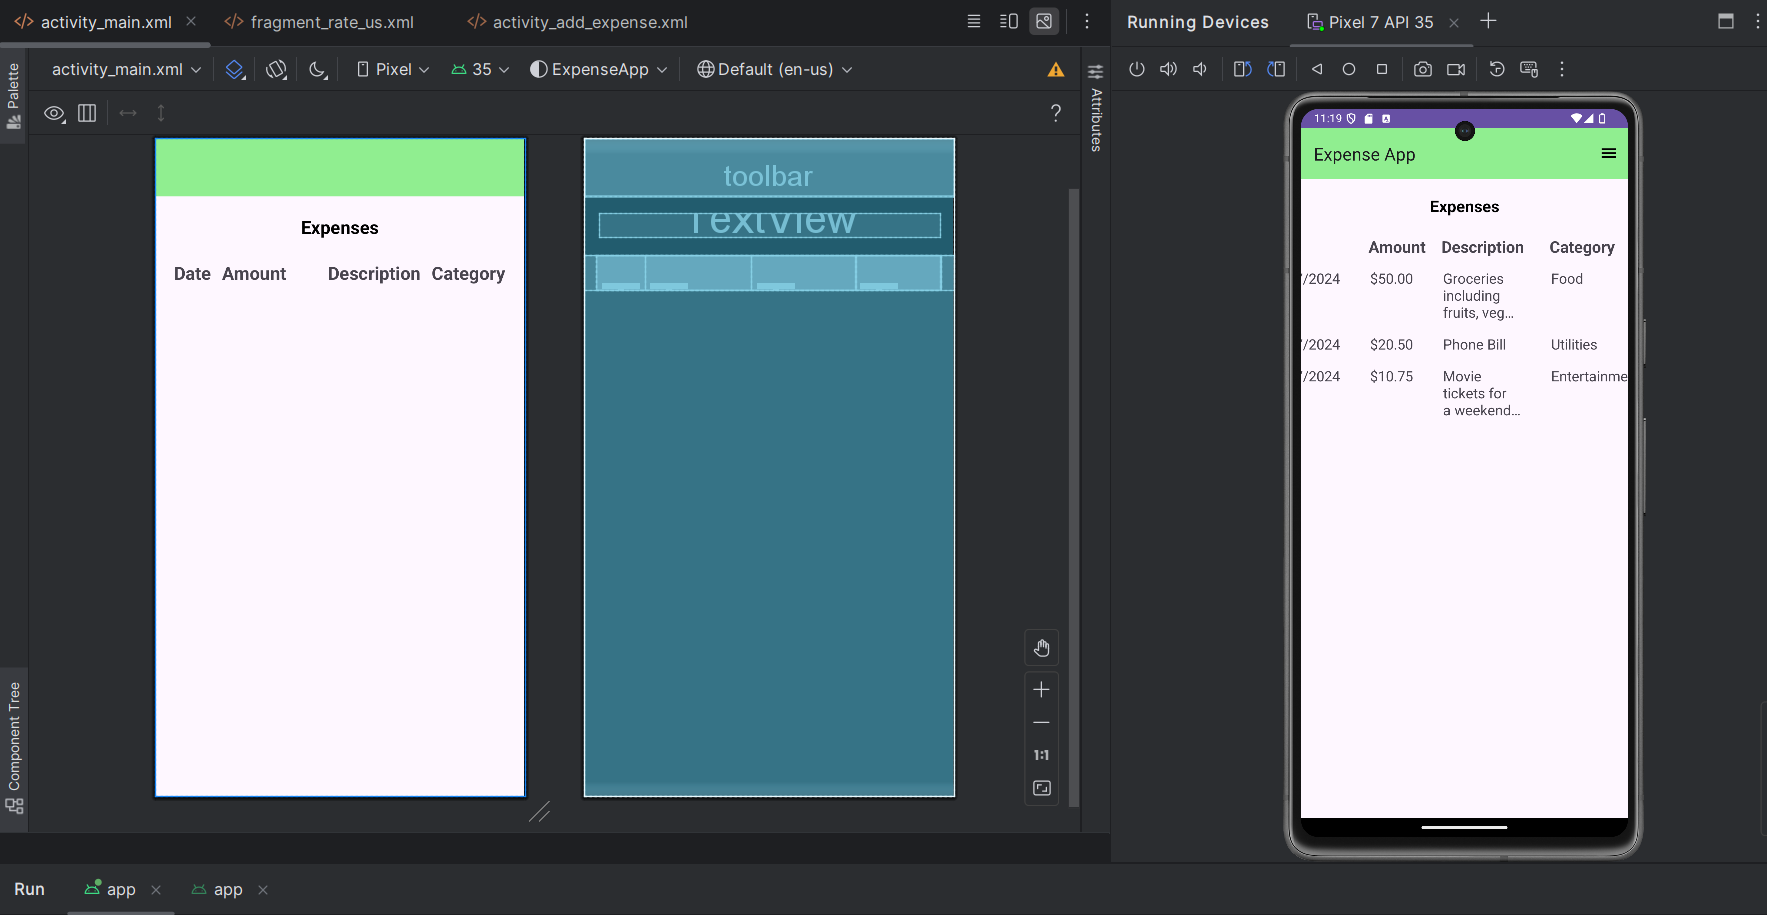 activity_main.xml
fragment_rate_us.xml
activity_add_expense.xml
Running Devices
Pixel 7 API 35
Palette
activity_main.xml
Pixel
35
ExpenseApp
Default (en-us)
?
Attributes
Expenses
Date Amount Description Category
toolbar
TextView
1:1
Component Tree
11:19
Expense App
Expenses
Amount Description Category
/2024 $50.00 Groceries including fruits, veg... Food
/2024 $20.50 Phone Bill Utilities
/2024 $10.75 Movie tickets for a weekend... Entertainme
Run
app
app